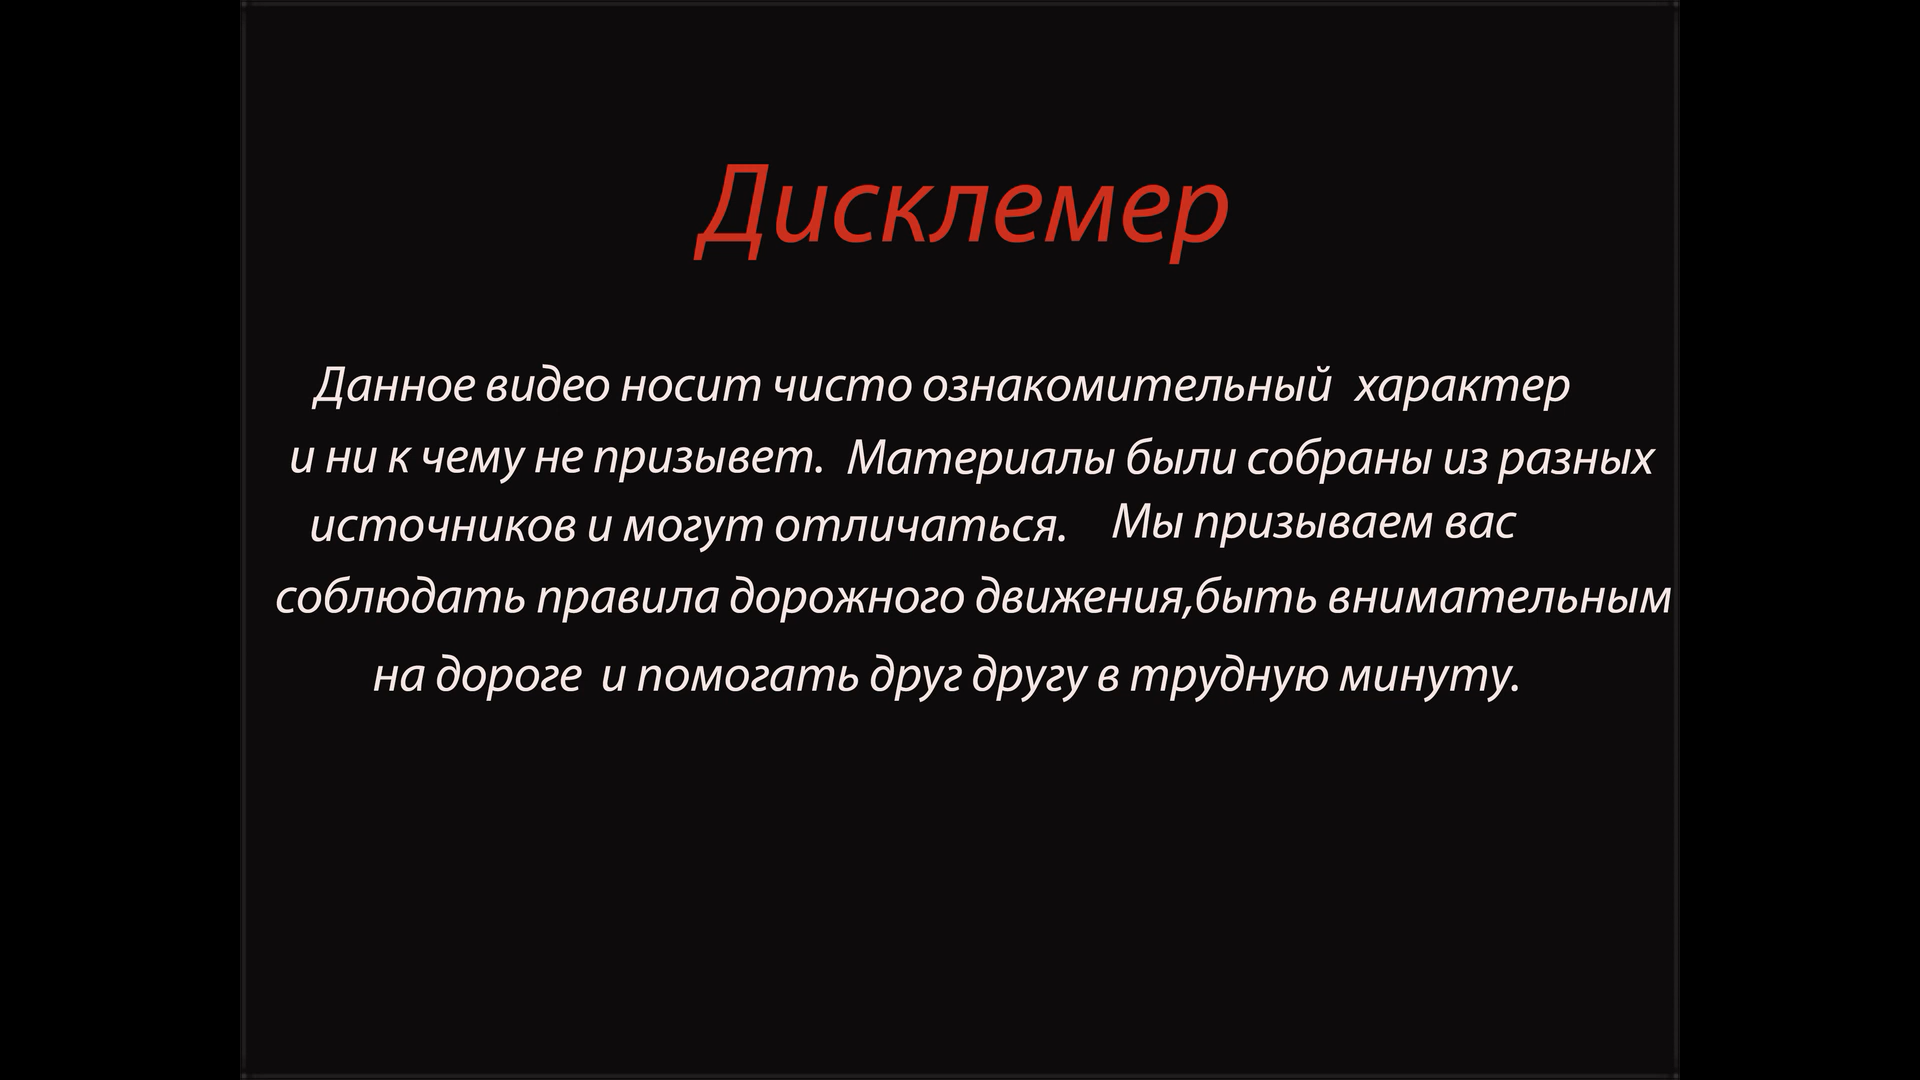 Дисклемер
Данное видео носит чисто ознакомительный характер
и ни к чему не призывет. Материалы были собраны из разных
источников и могут отличаться. Мы призываем вас
соблюдать правила дорожного движения,быть внимательным
на дороге и помогать друг другу в трудную минуту.